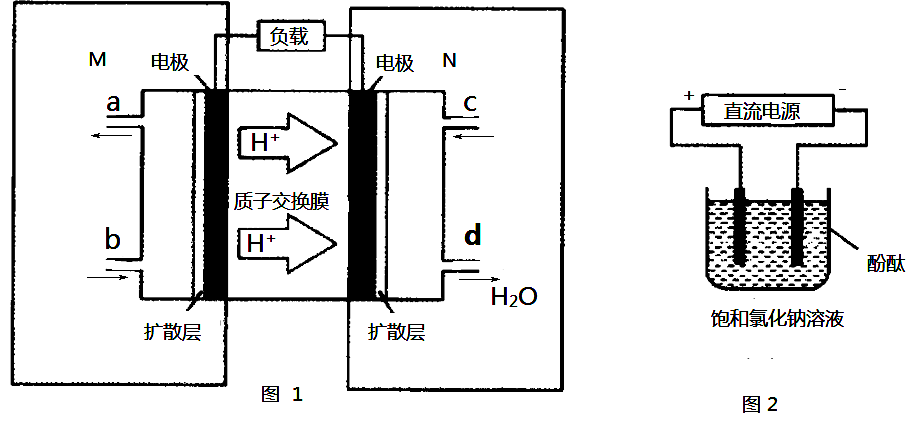 负载
M
电极
电极
N
a
c
H+
质子交换膜
H+
b
d
H₂O
扩散层
扩散层
图 1
+
直流电源
-
酚酞
饱和氯化钠溶液
图 2